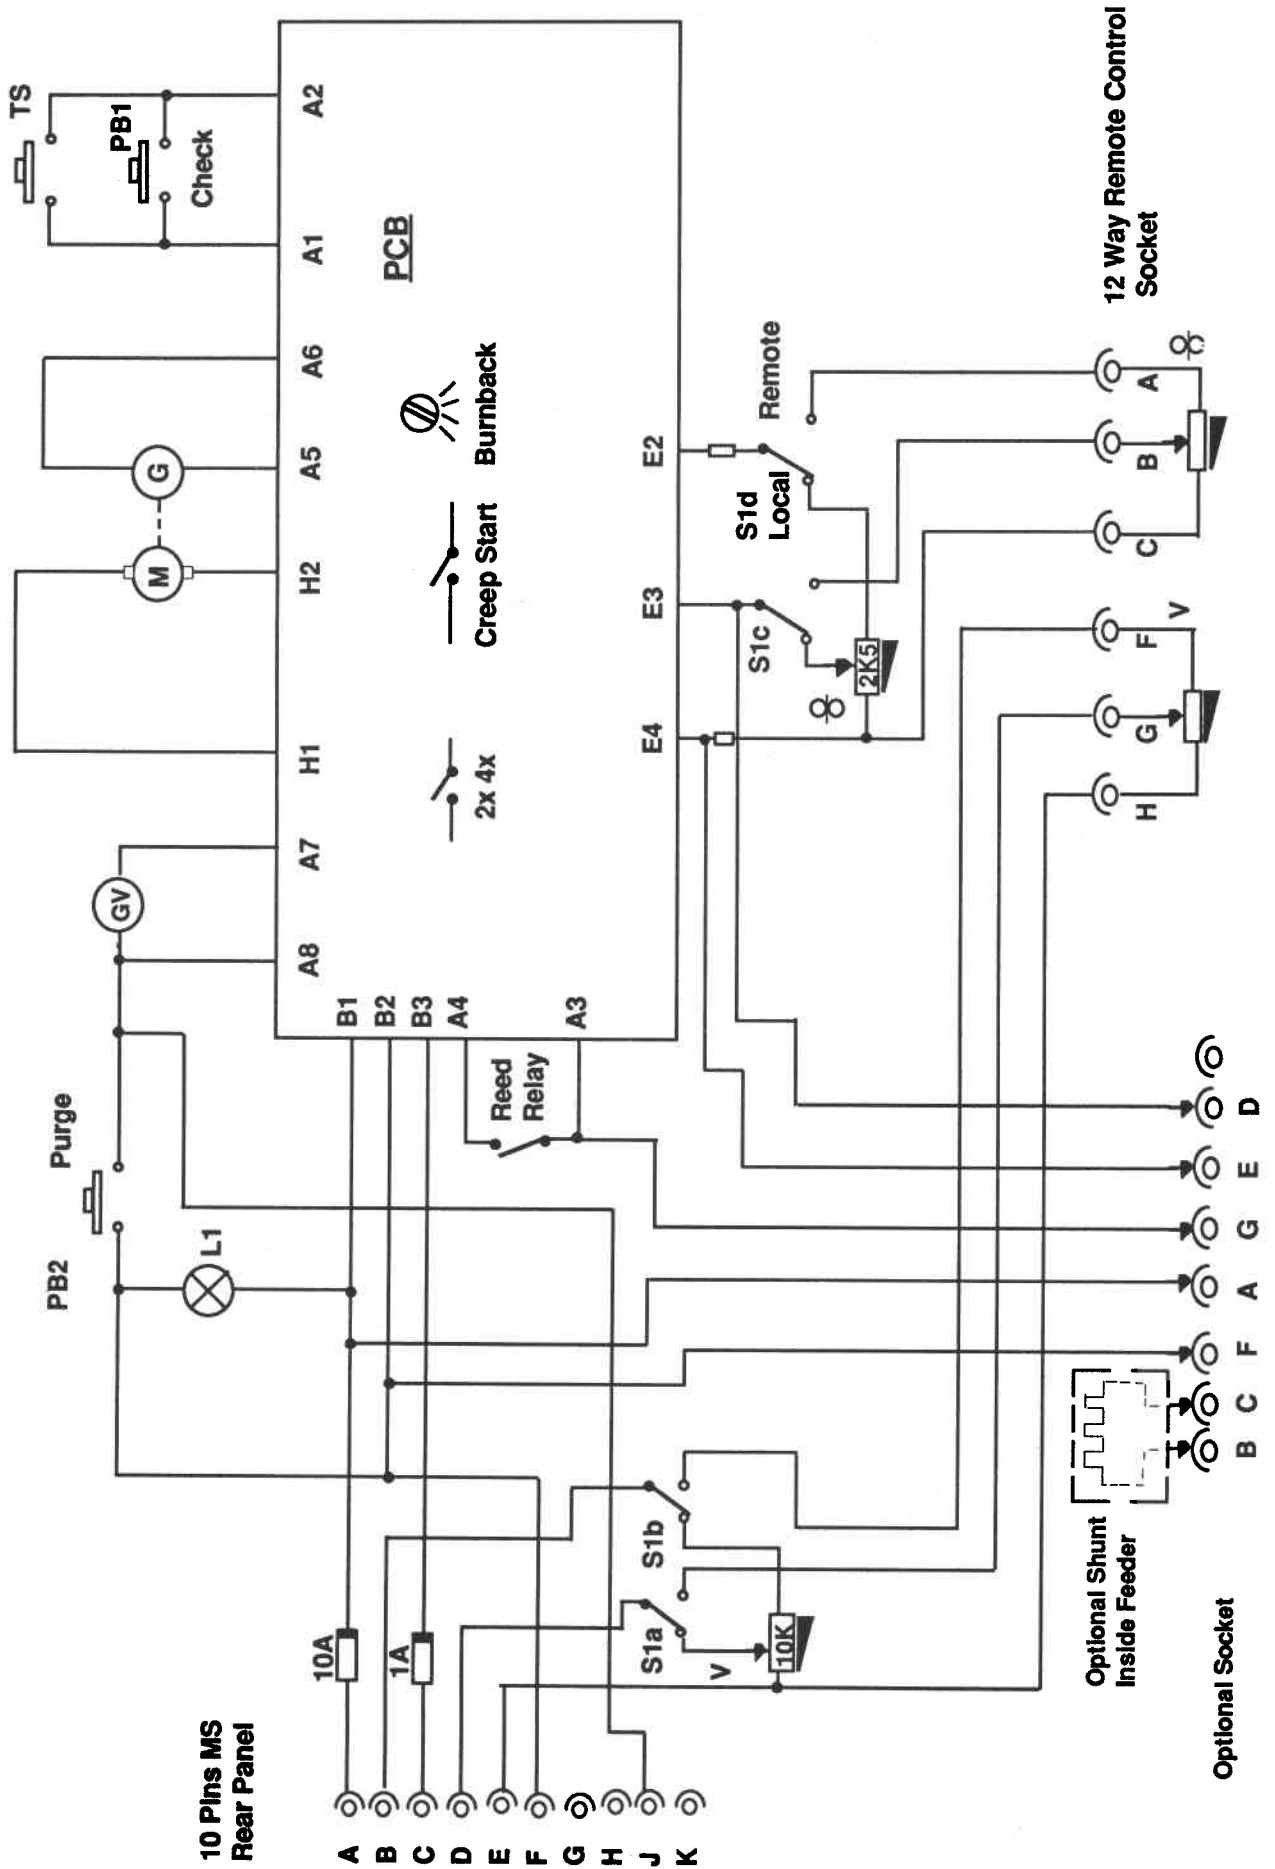 TS
PB1
Check
A2
A1
A6
A5
H2
H1
A7
A8
G
M
GV
PCB
Burnback
Creep Start
2x 4x
B1
B2
B3
A4
A3
E2
E3
E4
Reed
Relay
Purge
PB2
L1
S1d
Local
Remote
S1c
2K5
12 Way Remote Control
Socket
A
B
C
F
V
G
H
10 Pins MS
Rear Panel
A
B
C
D
E
F
G
H
J
K
10A
1A
S1a
S1b
V
10K
Optional Shunt
Inside Feeder
Optional Socket
B
C
F
A
G
E
D